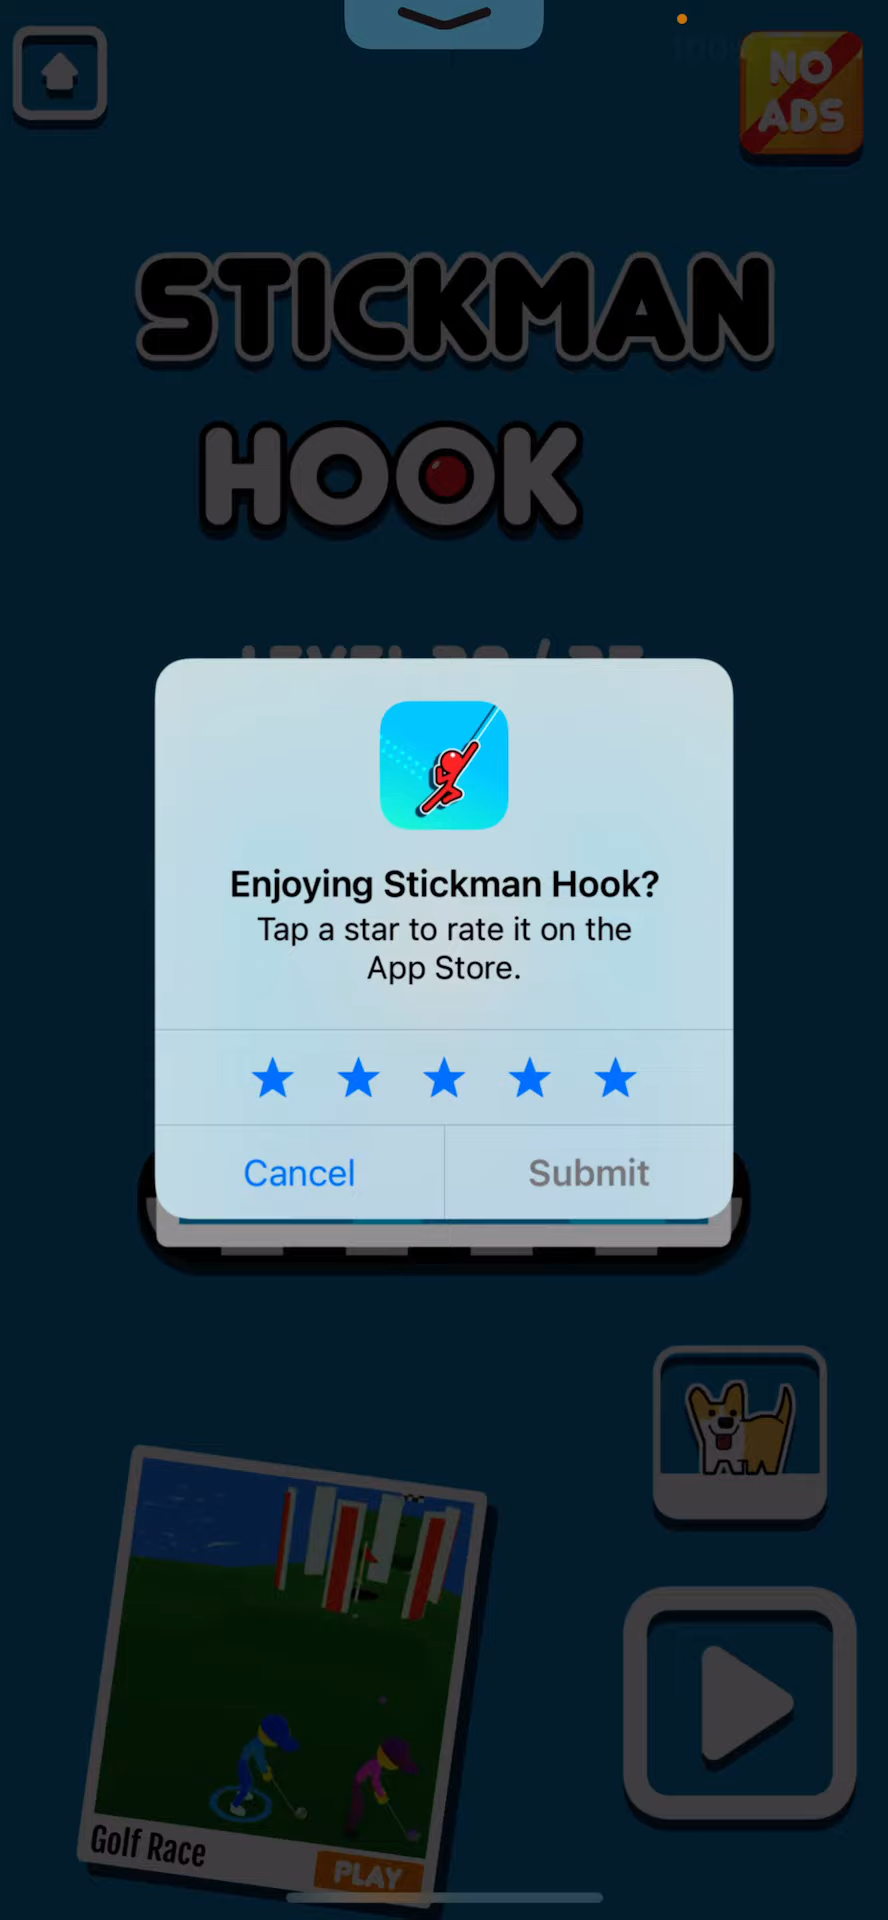 NO
ADS
STICKMAN
HOOK
Enjoying Stickman Hook?
Tap a star to rate it on the
App Store.
Cancel
Submit
Golf Race
PLAY